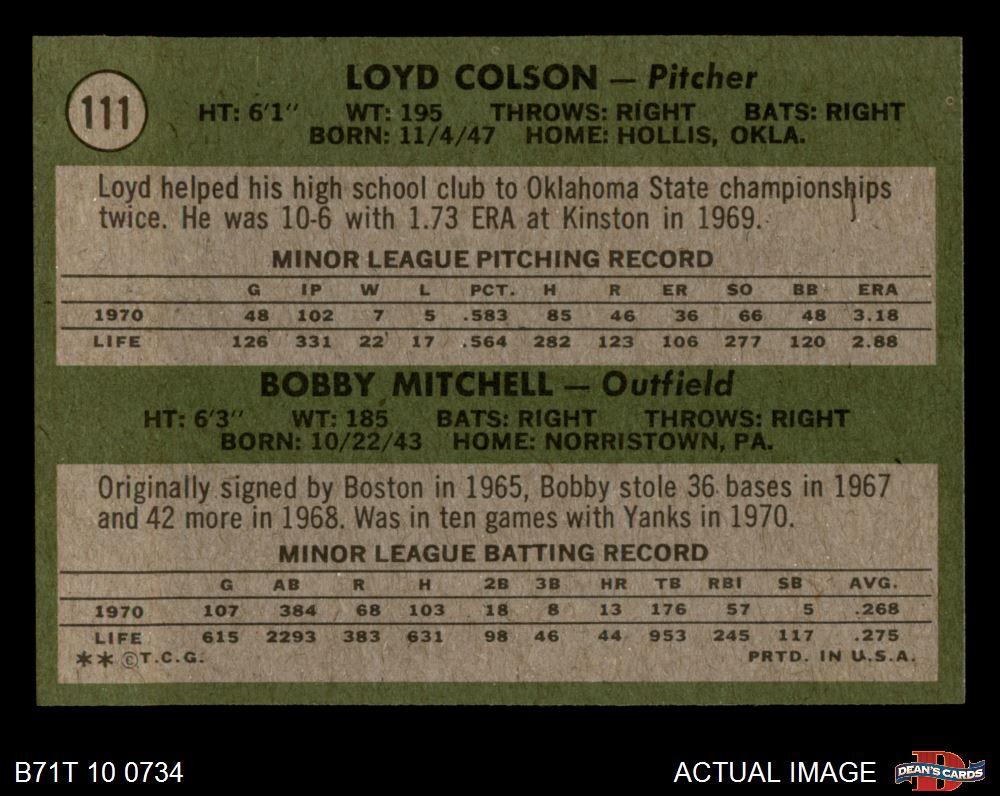 111
LOYD COLSON — Pitcher
HT: 6'1" WT: 195 THROWS: RIGHT BATS: RIGHT
BORN: 11/4/47 HOME: HOLLIS, OKLA.
Loyd helped his high school club to Oklahoma State championships
twice. He was 10-6 with 1.73 ERA at Kinston in 1969.
MINOR LEAGUE PITCHING RECORD
G IP W L PCT. H R ER SO BB ERA
1970 48 102 7 5 .583 85 46 36 66 48 3.18
LIFE 126 331 22 17 .564 282 123 106 277 120 2.88
BOBBY MITCHELL — Outfield
HT: 6'3" WT: 185 BATS: RIGHT THROWS: RIGHT
BORN: 10/22/43 HOME: NORRISTOWN, PA.
Originally signed by Boston in 1965, Bobby stole 36 bases in 1967
and 42 more in 1968. Was in ten games with Yanks in 1970.
MINOR LEAGUE BATTING RECORD
G AB R H 2B 3B HR TB RBI SB AVG.
1970 107 384 68 103 18 8 13 176 57 5 .268
LIFE 615 2293 383 631 98 46 44 953 245 117 .275
** ©T.C.G. PRTD. IN U.S.A.
B71T 10 0734 ACTUAL IMAGE D DEAN'S CARDS